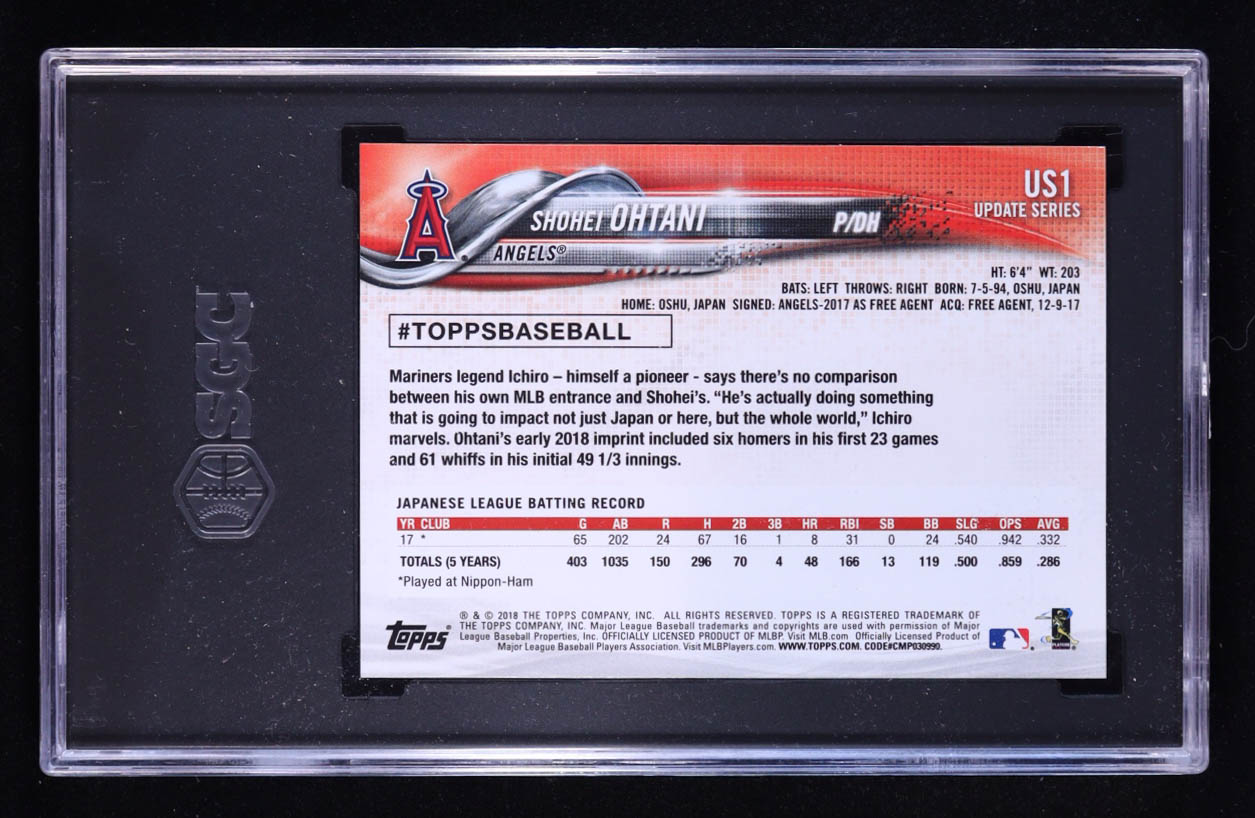 SGC
A
US1
UPDATE SERIES
SHOHEI OHTANI P/DH
ANGELS®
HT: 6'4" WT: 203
BATS: LEFT THROWS: RIGHT BORN: 7-5-94, OSHU, JAPAN
HOME: OSHU, JAPAN SIGNED: ANGELS-2017 AS FREE AGENT ACQ: FREE AGENT, 12-9-17
#TOPPSBASEBALL
Mariners legend Ichiro – himself a pioneer - says there's no comparison
between his own MLB entrance and Shohei's. “He's actually doing something
that is going to impact not just Japan or here, but the whole world,” Ichiro
marvels. Ohtani's early 2018 imprint included six homers in his first 23 games
and 61 whiffs in his initial 49 1/3 innings.
JAPANESE LEAGUE BATTING RECORD
YR CLUB G AB R H 2B 3B HR RBI SB BB SLG OPS AVG
17 * 65 202 24 67 16 1 8 31 0 24 .540 .942 .332
TOTALS (5 YEARS) 403 1035 150 296 70 4 48 166 13 119 .500 .859 .286
*Played at Nippon-Ham
topps®
® & © 2018 THE TOPPS COMPANY, INC. ALL RIGHTS RESERVED. TOPPS IS A REGISTERED TRADEMARK OF
THE TOPPS COMPANY, INC. Major League Baseball trademarks and copyrights are used with permission of Major
League Baseball Properties, Inc. OFFICIALLY LICENSED PRODUCT OF MLBP. Visit MLB.com Officially Licensed Product of
Major League Baseball Players Association. Visit MLBPlayers.com. WWW.TOPPS.COM. CODE#CMP030990.